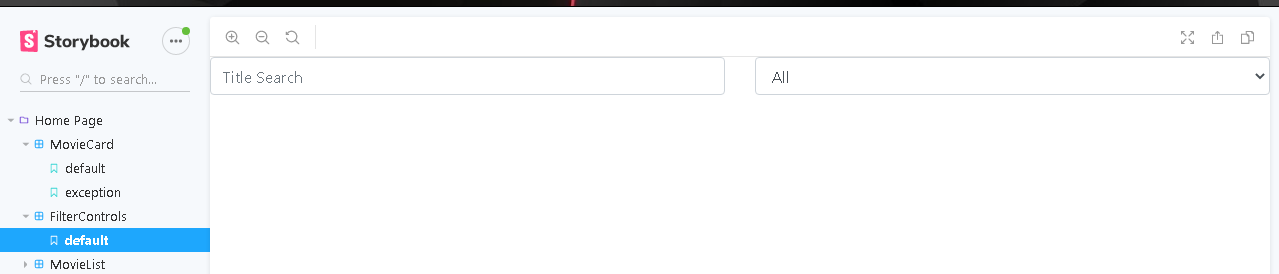 Storybook
Press "/" to search...
Title Search
All
Home Page
MovieCard
default
exception
FilterControls
default
MovieList